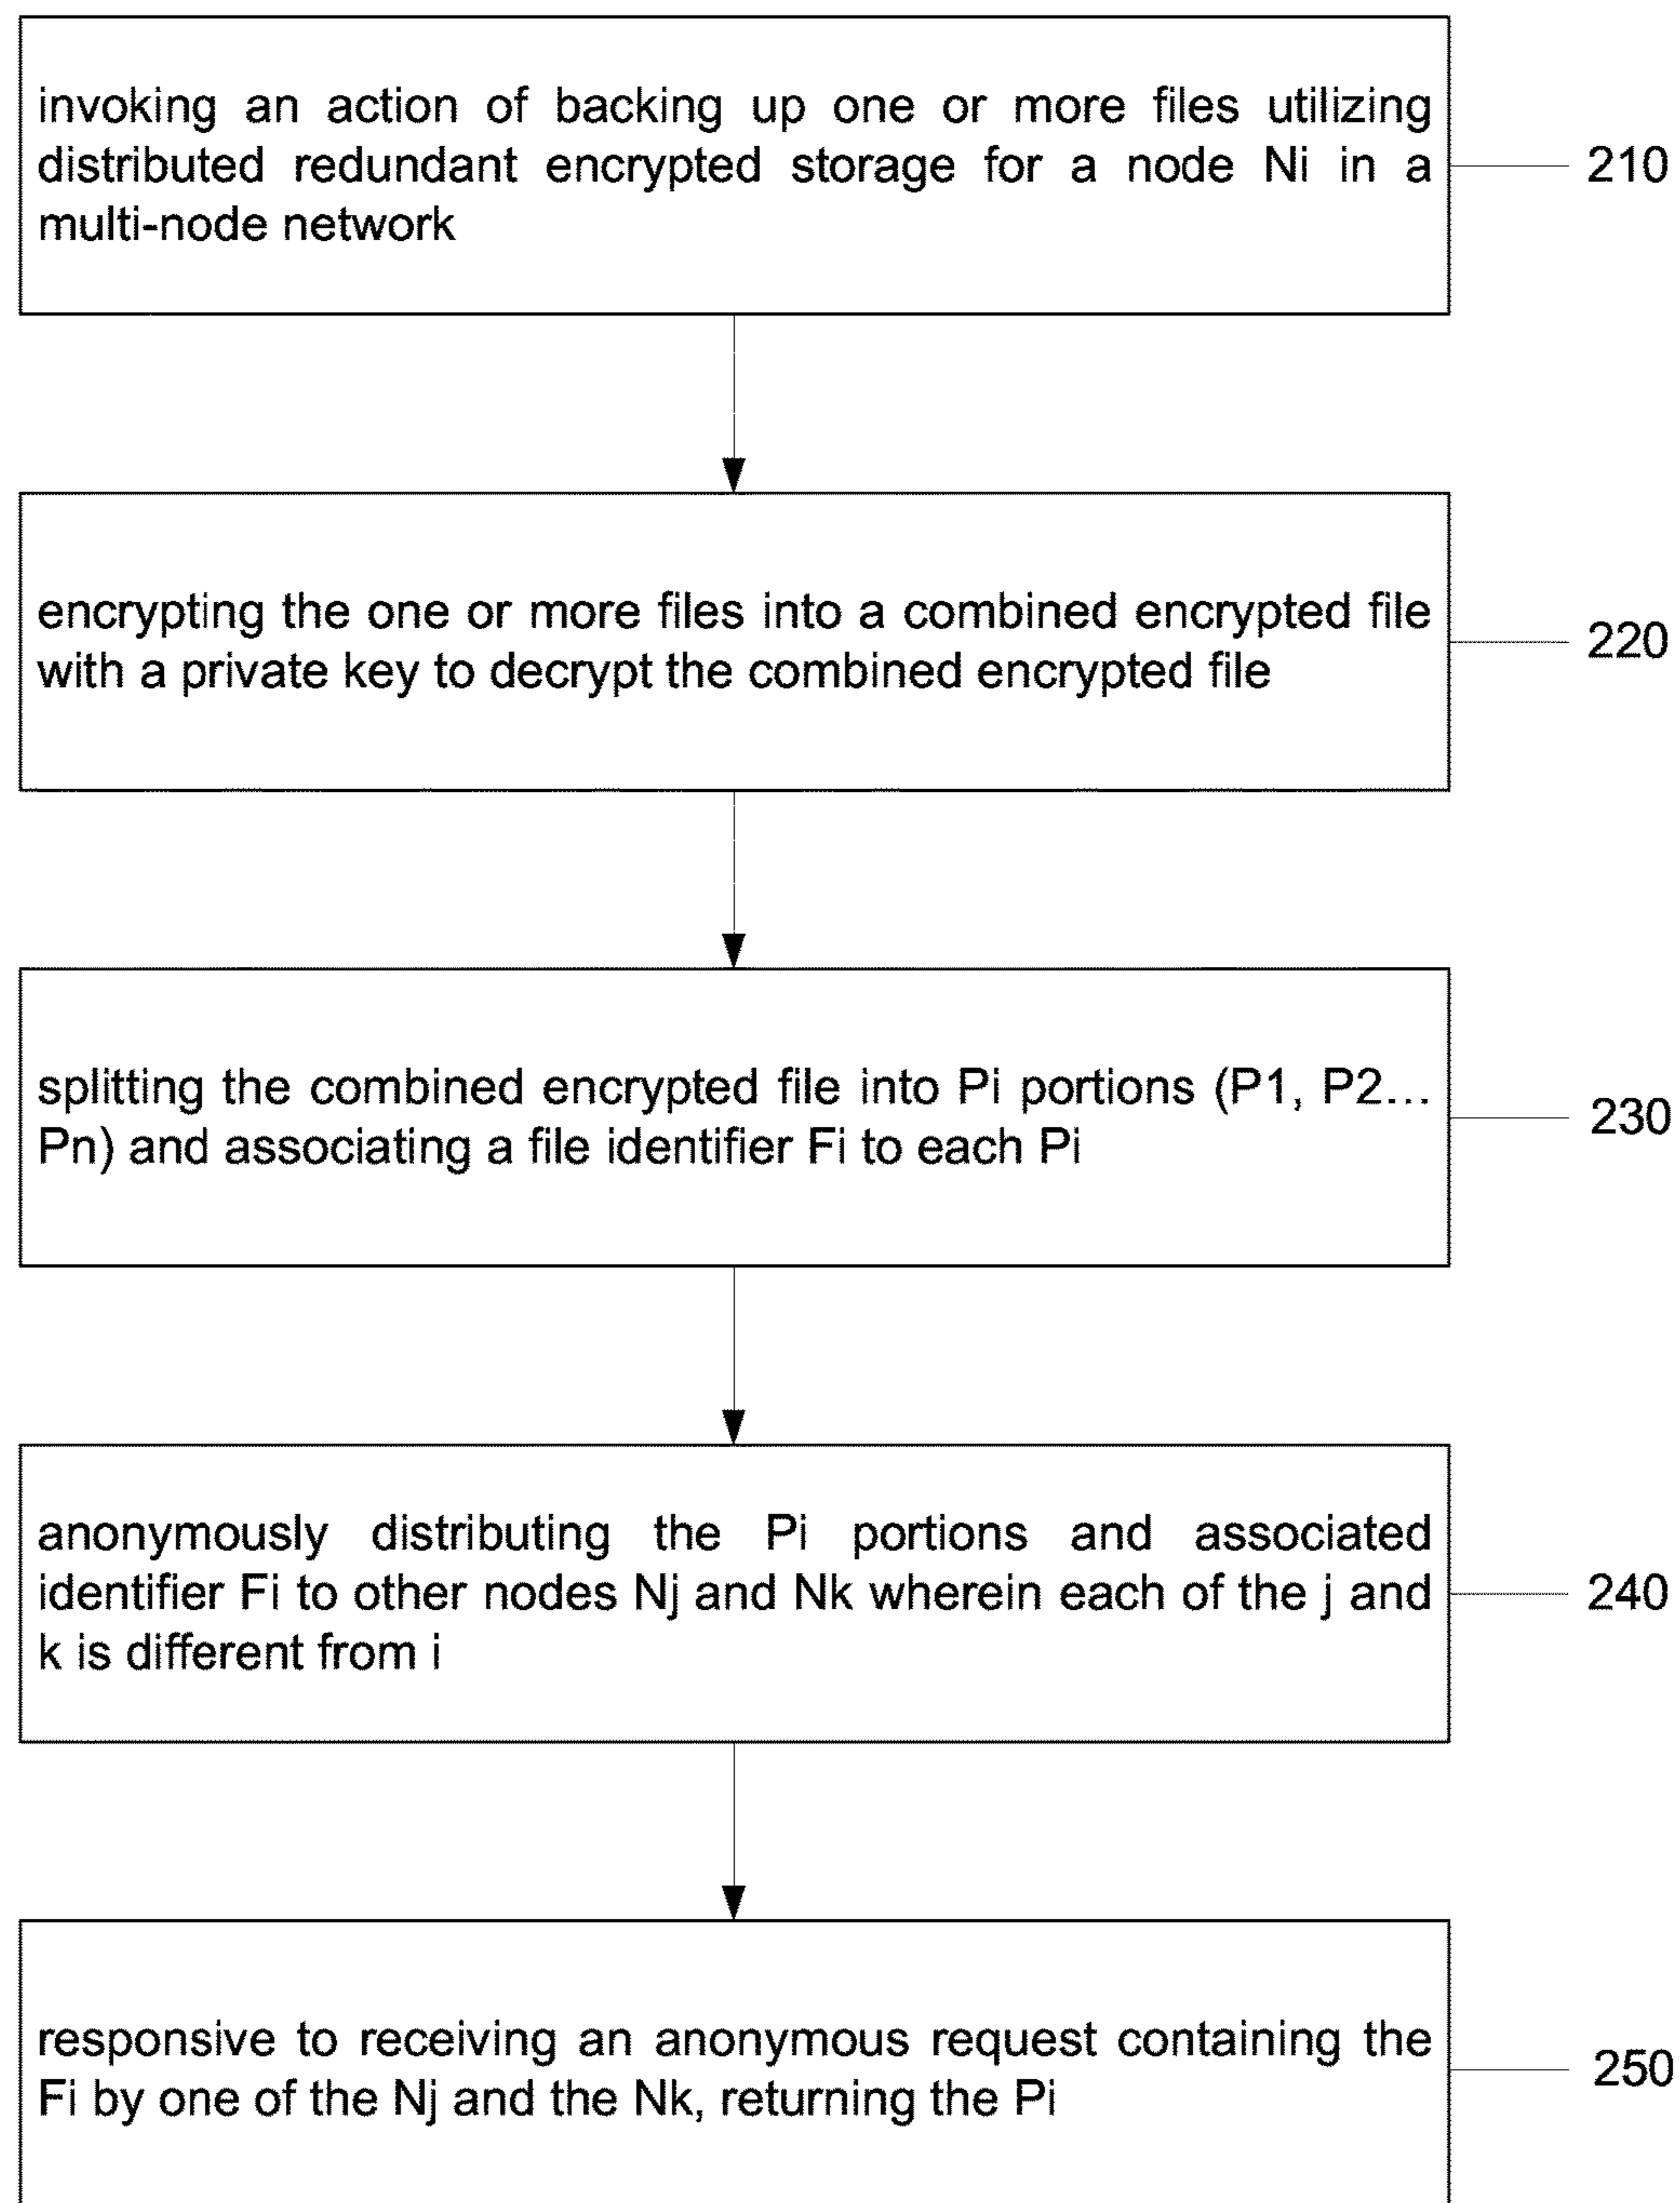 invoking an action of backing up one or more files utilizing
distributed redundant encrypted storage for a node Ni in a
multi-node network
210
encrypting the one or more files into a combined encrypted file
with a private key to decrypt the combined encrypted file
220
splitting the combined encrypted file into Pi portions (P1, P2...
Pn) and associating a file identifier Fi to each Pi
230
anonymously distributing the Pi portions and associated
identifier Fi to other nodes Nj and Nk wherein each of the j and
k is different from i
240
responsive to receiving an anonymous request containing the
Fi by one of the Nj and the Nk, returning the Pi
250